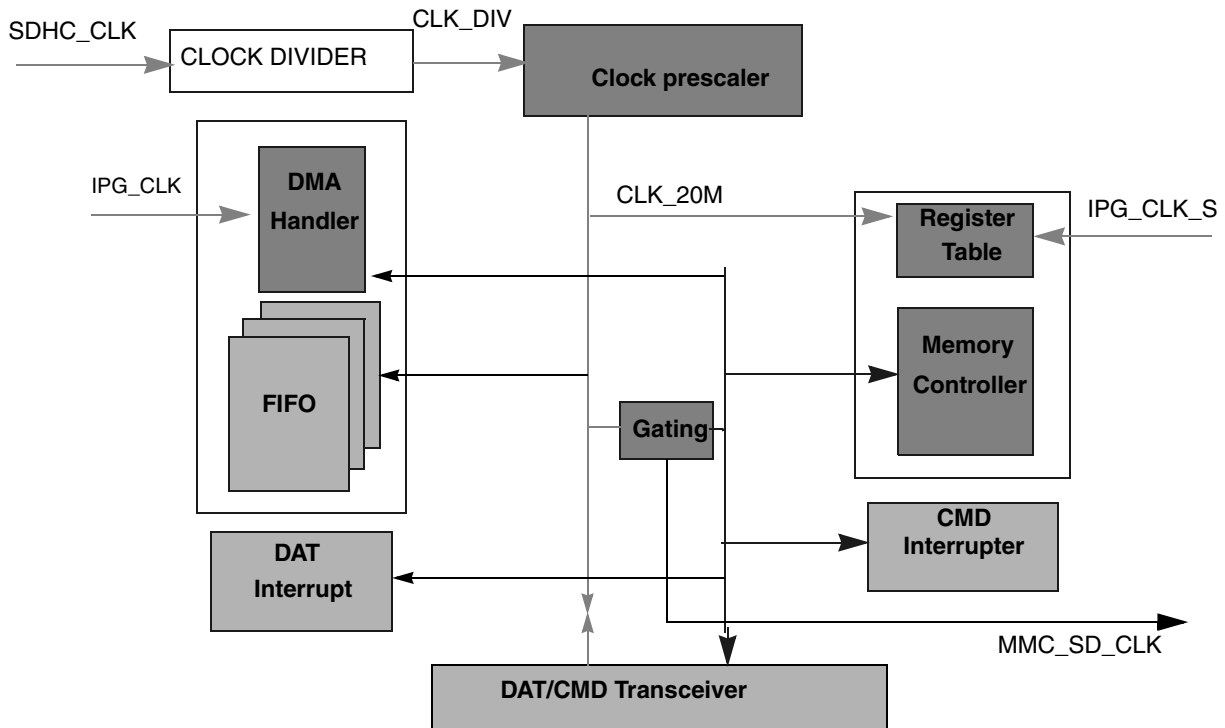 CLK_DIV
SDHC_CLK
CLOCK DIVIDER
Clock prescaler
DMA
Handler
IPG_CLK
CLK_20M
Register
Table
IPG_CLK_S
Memory
Controller
FIFO
Gating
CMD
Interrupter
DAT
Interrupt
MMC_SD_CLK
DAT/CMD Transceiver